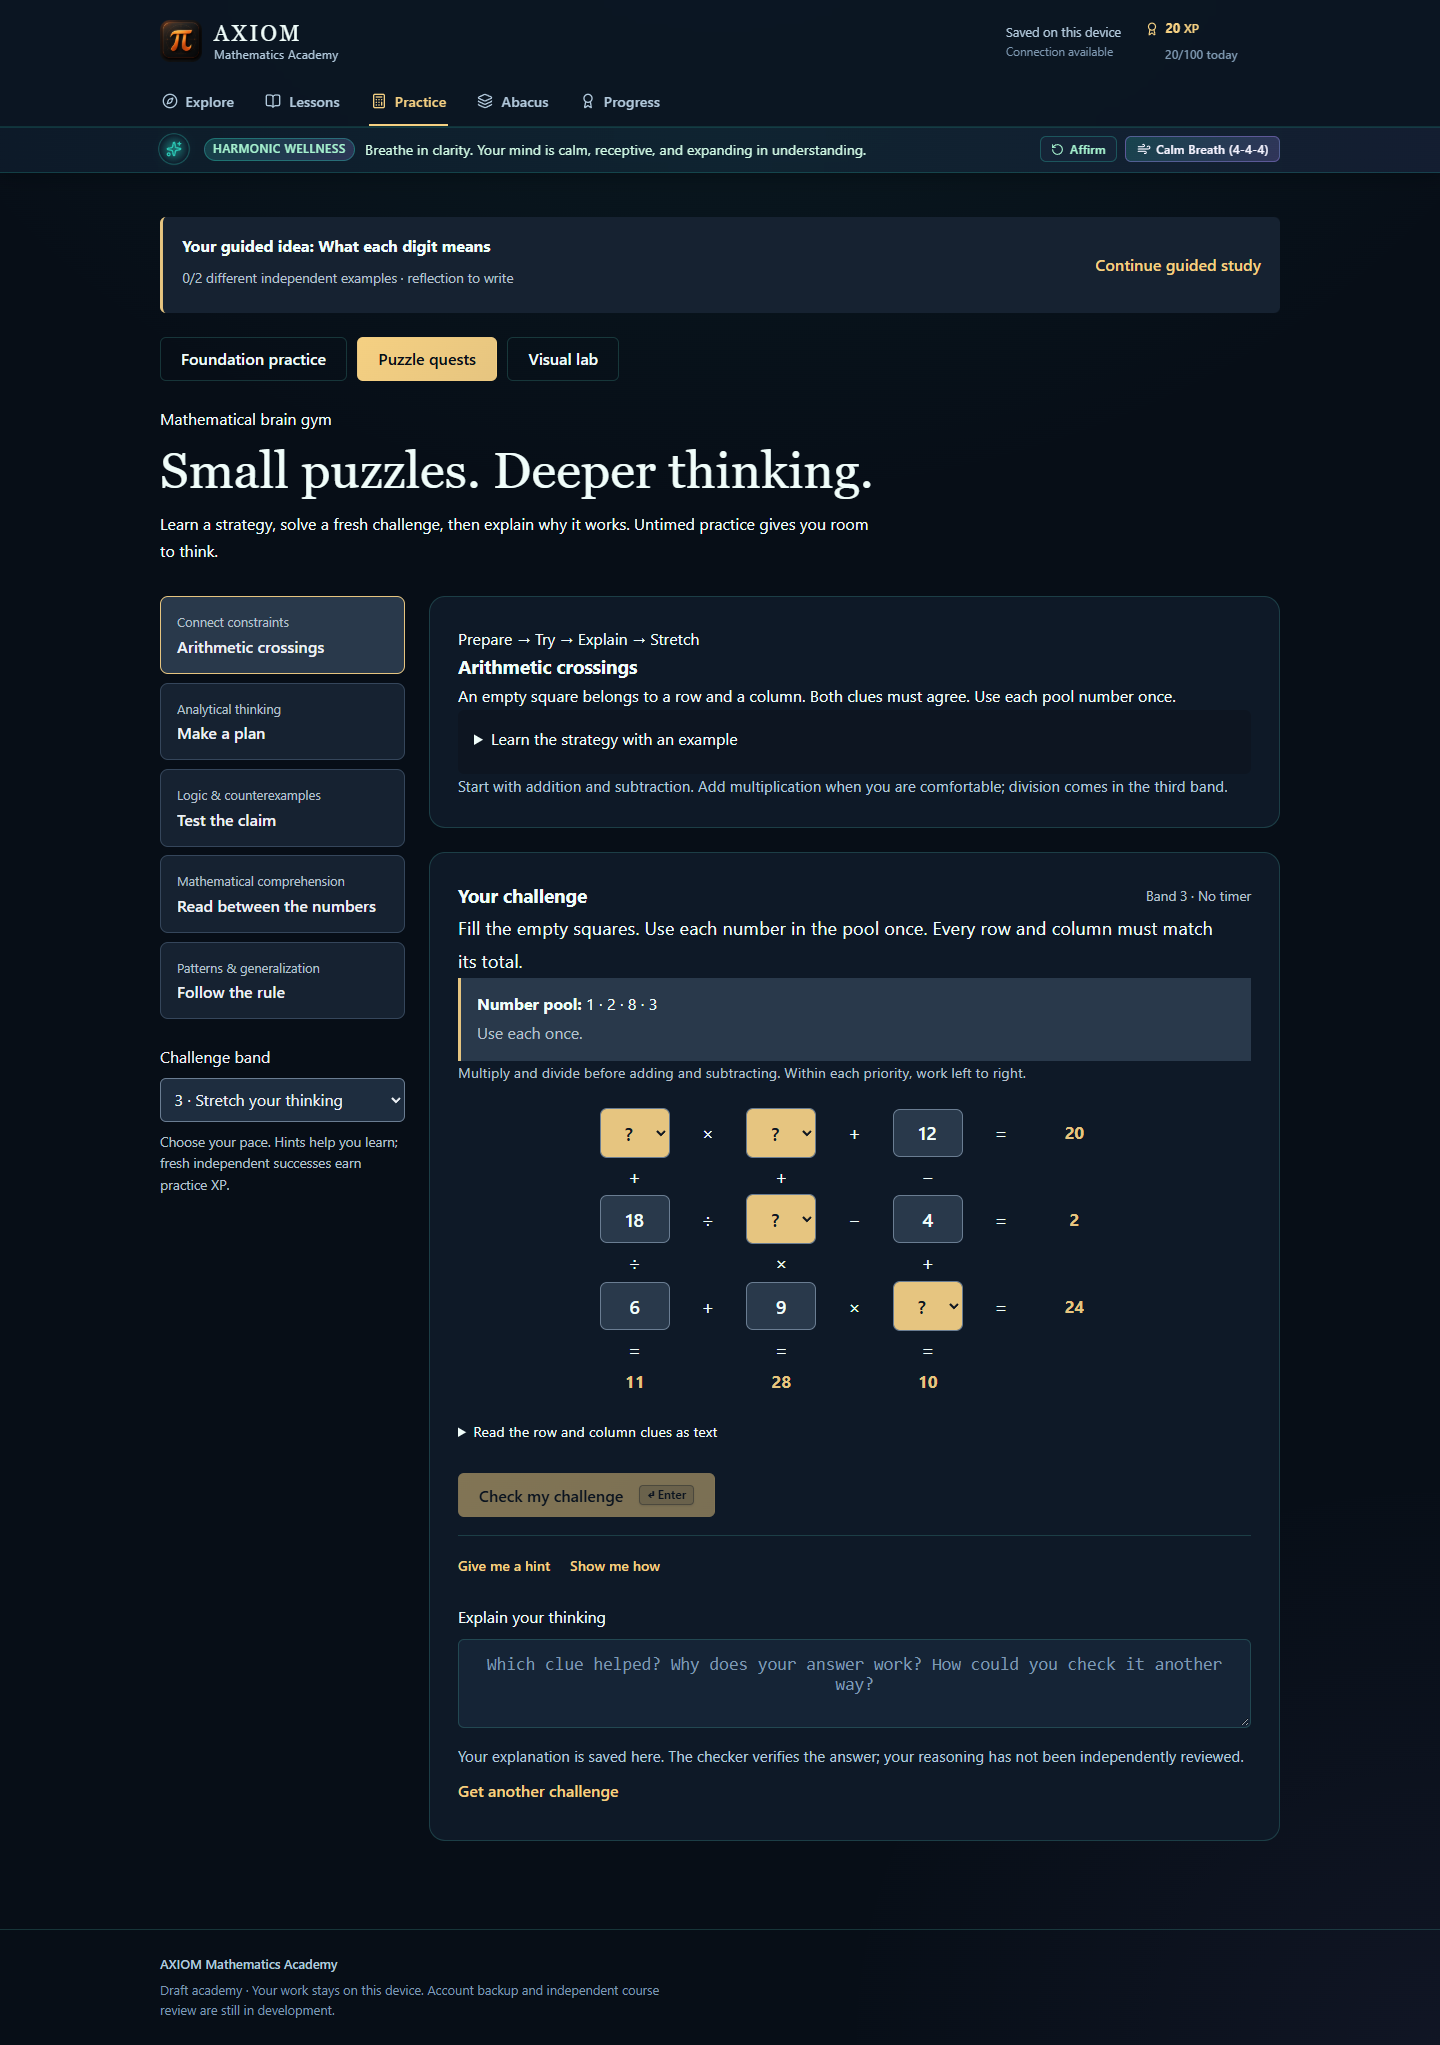 π
AXIOM
Mathematics Academy
Saved on this device
Connection available
20 XP
20/100 today
Explore
Lessons
Practice
Abacus
Progress
HARMONIC WELLNESS
Breathe in clarity. Your mind is calm, receptive, and expanding in understanding.
Affirm
Calm Breath (4-4-4)
Your guided idea: What each digit means
0/2 different independent examples · reflection to write
Continue guided study
Foundation practice
Puzzle quests
Visual lab
Mathematical brain gym
Small puzzles. Deeper thinking.
Learn a strategy, solve a fresh challenge, then explain why it works. Untimed practice gives you room
to think.
Connect constraints
Arithmetic crossings
Analytical thinking
Make a plan
Logic & counterexamples
Test the claim
Mathematical comprehension
Read between the numbers
Patterns & generalization
Follow the rule
Challenge band
3 · Stretch your thinking
Choose your pace. Hints help you learn;
fresh independent successes earn
practice XP.
Prepare → Try → Explain → Stretch
Arithmetic crossings
An empty square belongs to a row and a column. Both clues must agree. Use each pool number once.
▶ Learn the strategy with an example
Start with addition and subtraction. Add multiplication when you are comfortable; division comes in the third band.
Your challenge
Band 3 · No timer
Fill the empty squares. Use each number in the pool once. Every row and column must match
its total.
Number pool: 1 · 2 · 8 · 3
Use each once.
Multiply and divide before adding and subtracting. Within each priority, work left to right.
? × ? + 12 = 20
+ + −
18 ÷ ? − 4 = 2
÷ × +
6 + 9 × ? = 24
= = =
11 28 10
▶ Read the row and column clues as text
Check my challenge ⏎ Enter
Give me a hint
Show me how
Explain your thinking
Which clue helped? Why does your answer work? How could you check it another
way?
Your explanation is saved here. The checker verifies the answer; your reasoning has not been independently reviewed.
Get another challenge
AXIOM Mathematics Academy
Draft academy · Your work stays on this device. Account backup and independent course
review are still in development.